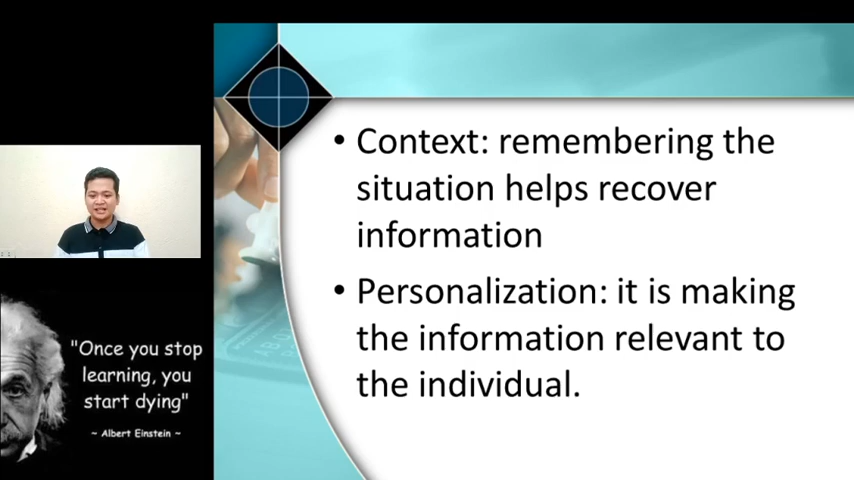 • Context: remembering the
situation helps recover
information
• Personalization: it is making
the information relevant to
the individual.
"Once you stop
learning, you
start dying"
~ Albert Einstein ~